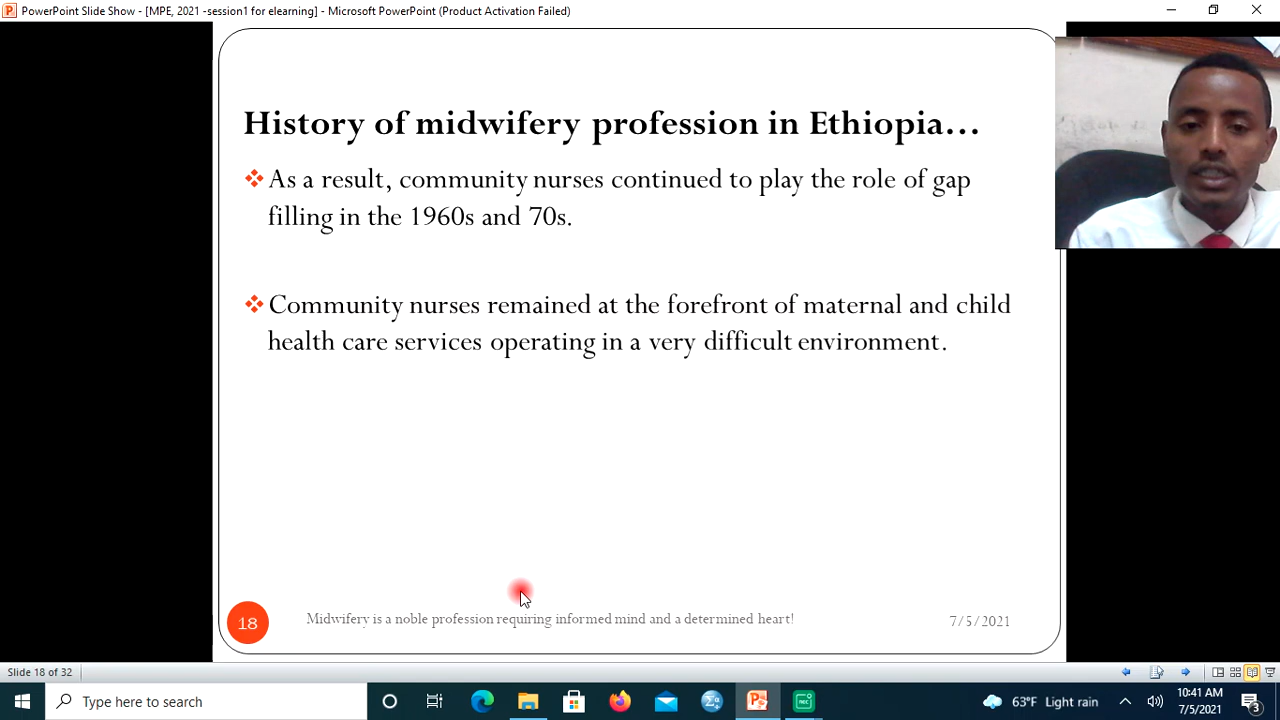 PowerPoint Slide Show - [MPE, 2021 -session1 for elearning] - Microsoft PowerPoint (Product Activation Failed)
History of midwifery profession in Ethiopia...
As a result, community nurses continued to play the role of gap
filling in the 1960s and 70s.
Community nurses remained at the forefront of maternal and child
health care services operating in a very difficult environment.
18
Midwifery is a noble profession requiring informed mind and a determined heart!
7/5/2021
Slide 18 of 32
Type here to search
NEC
63°F Light rain
10:41 AM
7/5/2021
3